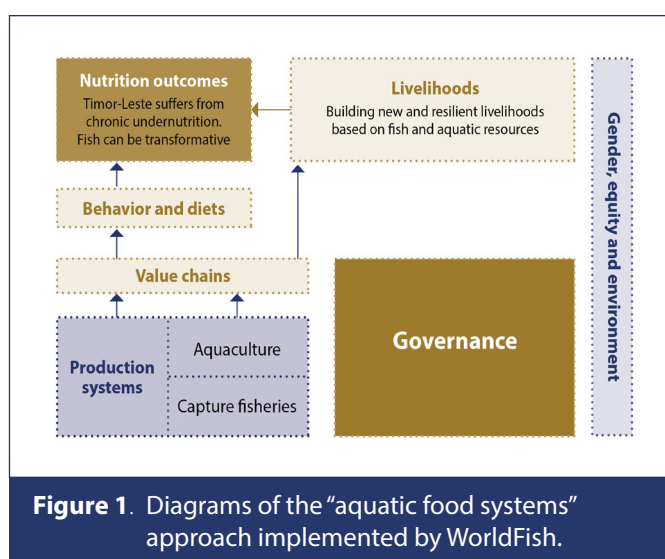 Nutrition outcomes
Timor-Leste suffers from
chronic undernutrition.
Fish can be transformative
Livelihoods
Building new and resilient livelihoods
based on fish and aquatic resources
Behavior and diets
Value chains
Production
systems
Aquaculture
Capture fisheries
Governance
Gender, equity and environment
Figure 1. Diagrams of the “aquatic food systems”
approach implemented by WorldFish.